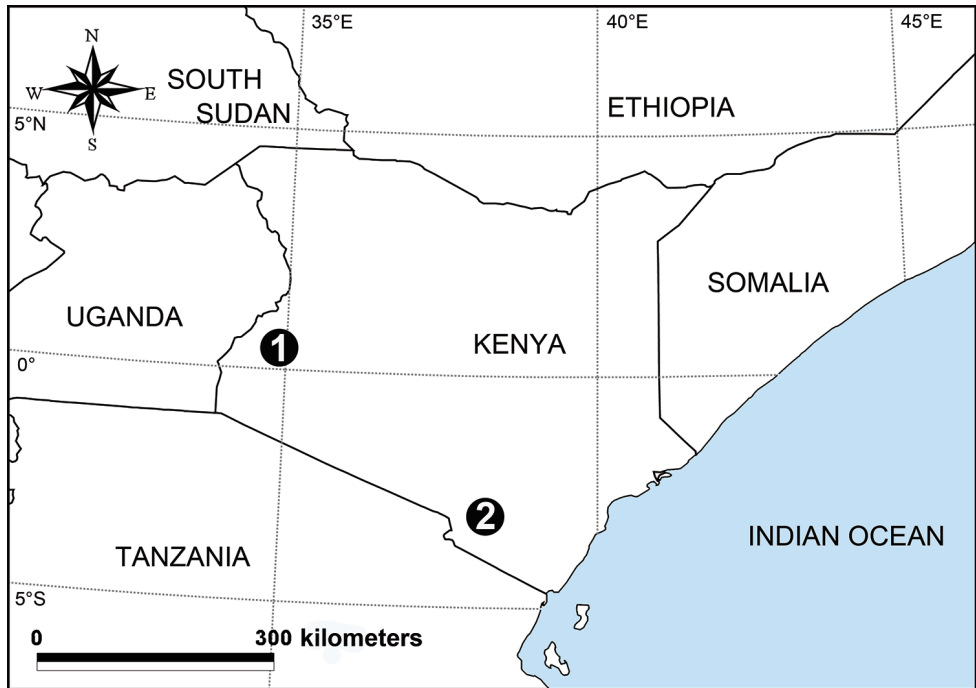 35°E
40°E
45°E
N
W
E
S
SOUTH
SUDAN
ETHIOPIA
5°N
SOMALIA
UGANDA
1
KENYA
0°
2
INDIAN OCEAN
TANZANIA
5°S
0
300 kilometers